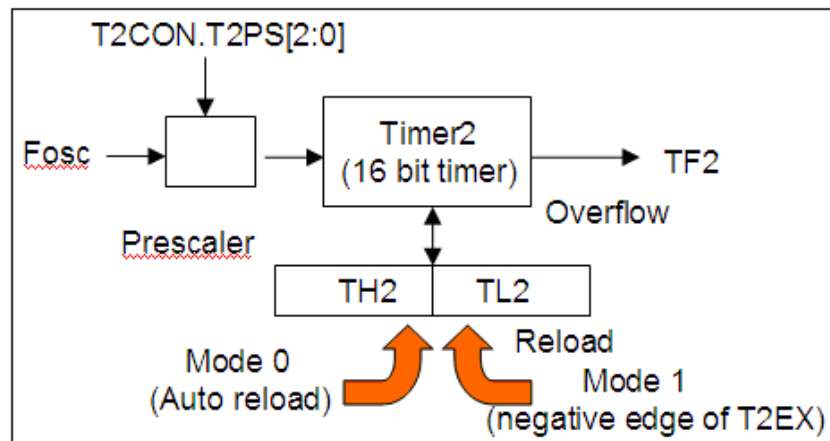 T2CON.T2PS[2:0]
Fosc
Prescaler
Timer2
(16 bit timer)
TF2
Overflow
TH2
TL2
Reload
Mode 0
(Auto reload)
Mode 1
(negative edge of T2EX)